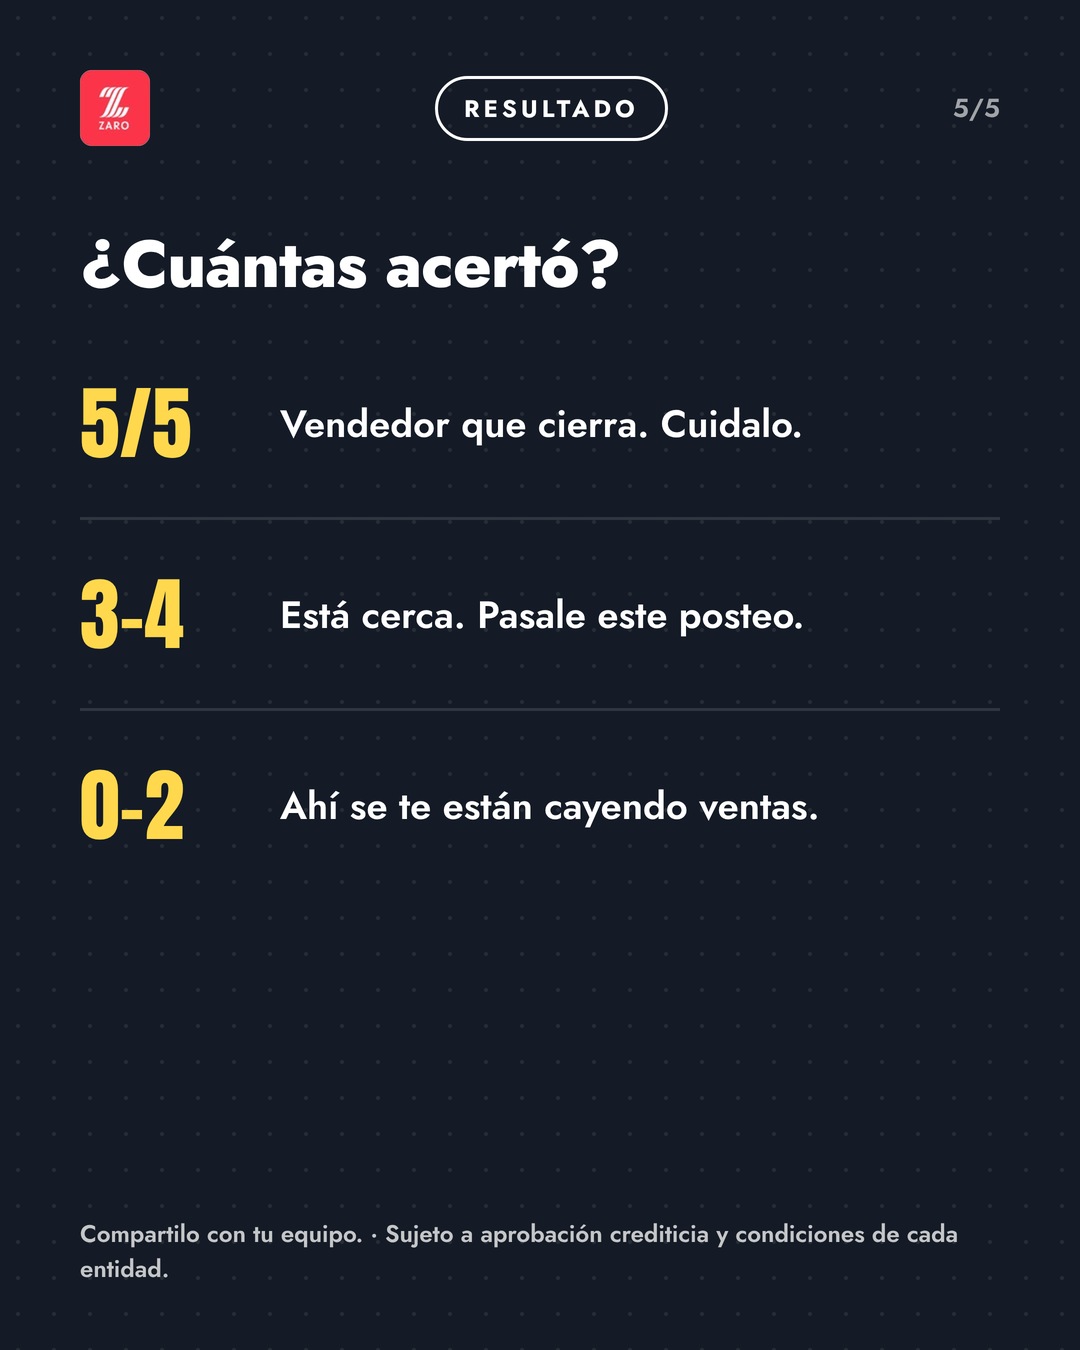 ZARO
RESULTADO
5/5
¿Cuántas acertó?
5/5
Vendedor que cierra. Cuidalo.
3-4
Está cerca. Pasale este posteo.
0-2
Ahí se te están cayendo ventas.
Compartilo con tu equipo. · Sujeto a aprobación crediticia y condiciones de cada
entidad.